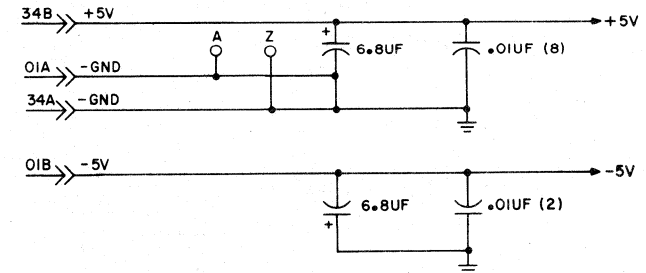 34B +5V +5V
A Z
+ 6.8UF .01UF (8)
01A -GND
34A -GND
01B -5V -5V
6.8UF .01UF (2)
+